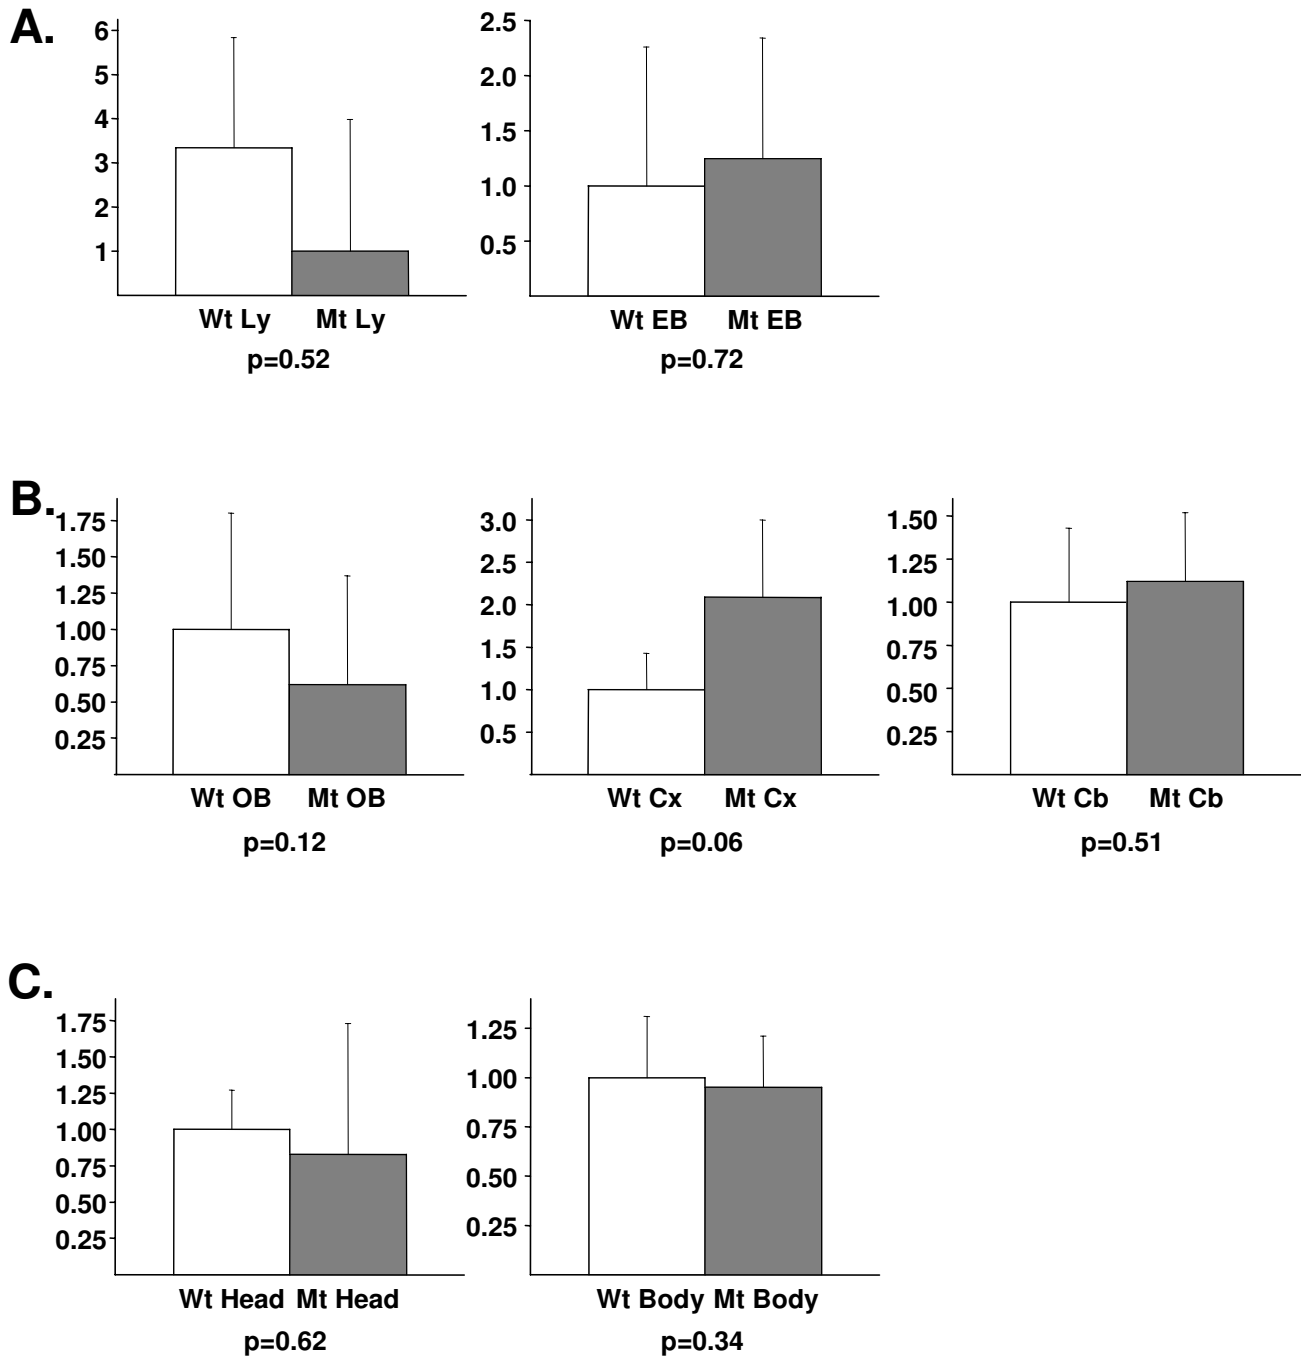 A.
6
5
4
3
2
1
Wt Ly Mt Ly
p=0.52
2.5
2.0
1.5
1.0
0.5
Wt EB Mt EB
p=0.72
B.
1.75
1.50
1.25
1.00
0.75
0.50
0.25
Wt OB Mt OB
p=0.12
3.0
2.5
2.0
1.5
1.0
0.5
Wt Cx Mt Cx
p=0.06
1.50
1.25
1.00
0.75
0.50
0.25
Wt Cb Mt Cb
p=0.51
C.
1.75
1.50
1.25
1.00
0.75
0.50
0.25
Wt Head Mt Head
p=0.62
1.25
1.00
0.75
0.50
0.25
Wt Body Mt Body
p=0.34